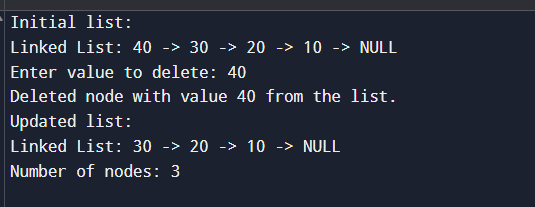 Initial list:
Linked List: 40 -> 30 -> 20 -> 10 -> NULL
Enter value to delete: 40
Deleted node with value 40 from the list.
Updated list:
Linked List: 30 -> 20 -> 10 -> NULL
Number of nodes: 3